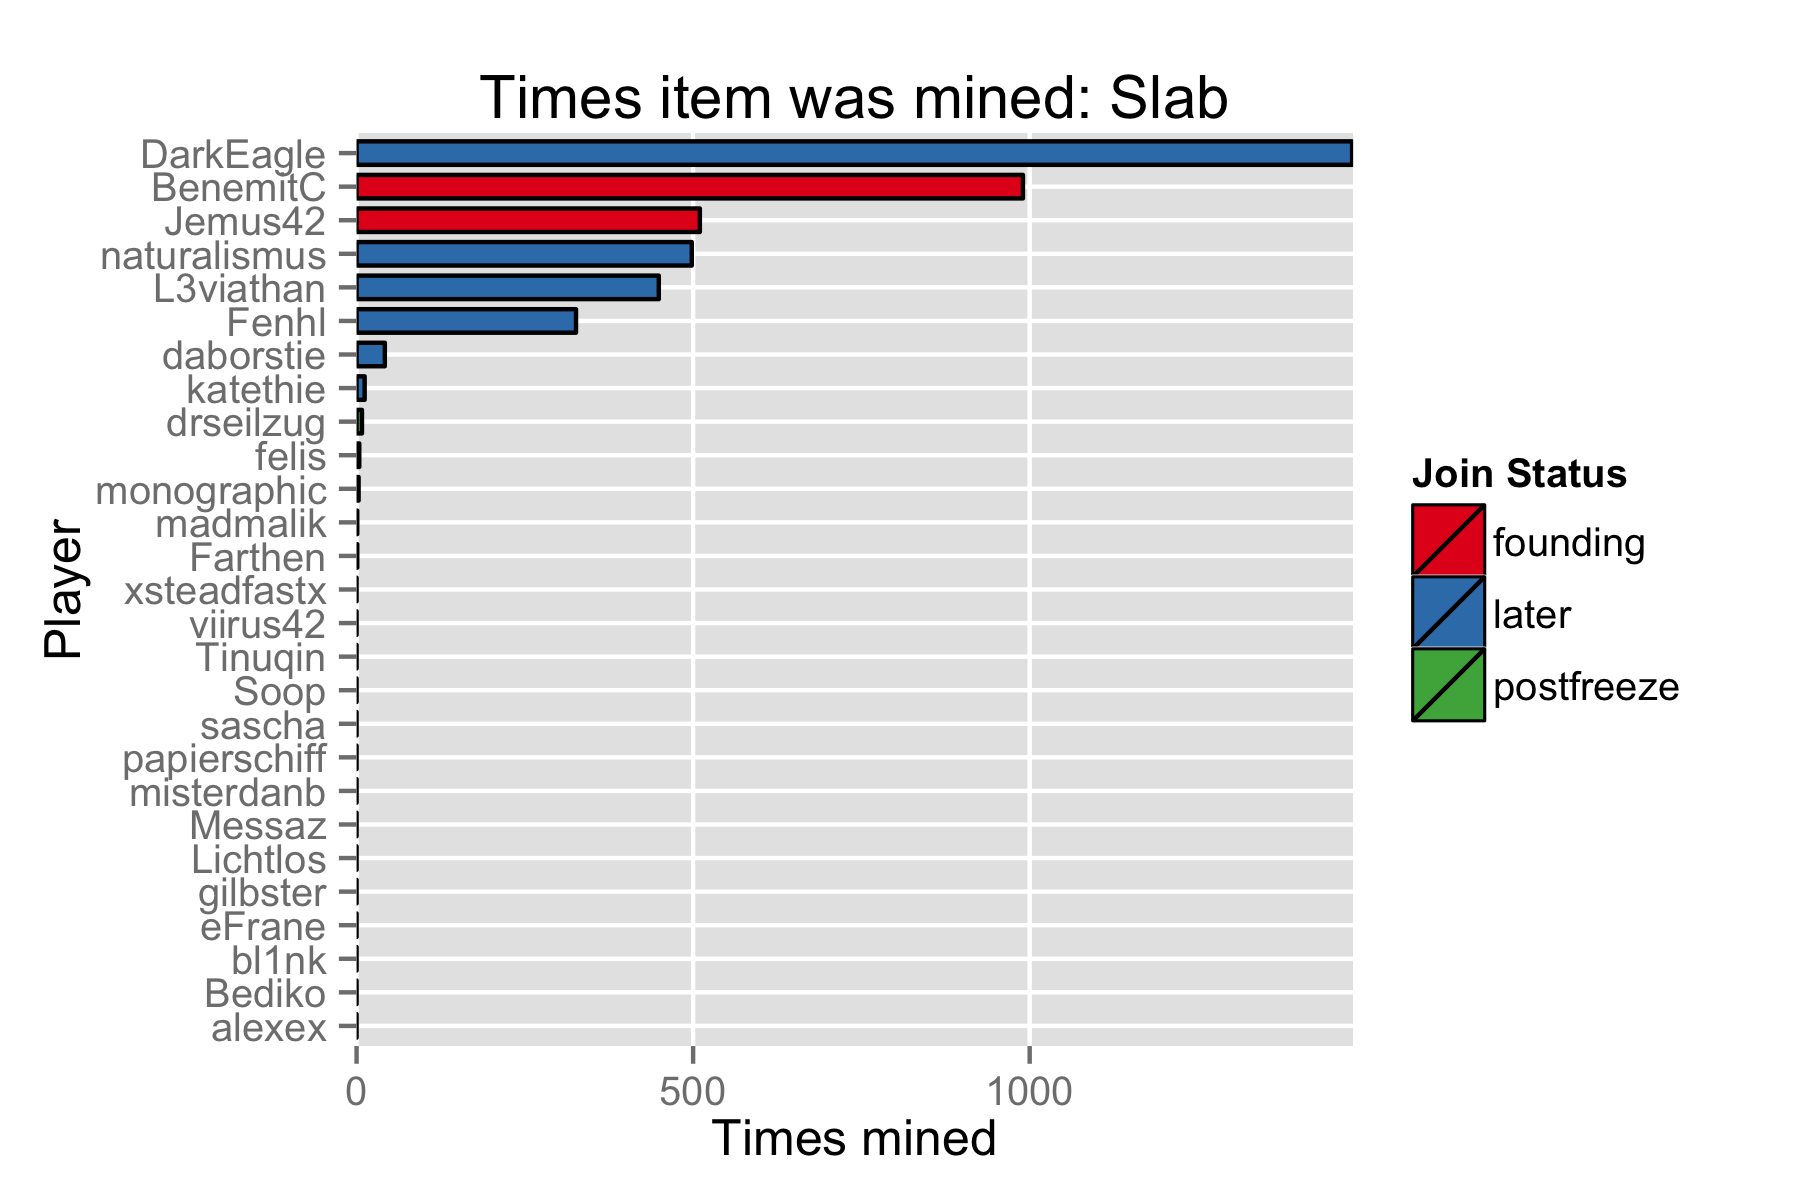 Times item was mined: Slab
DarkEagle
BenemitC
Jemus42
naturalismus
L3viathan
Fenhl
daborstie
katethie
drseilzug
felis
monographic
madmalik
Farthen
xsteadfastx
viirus42
Tinuqin
Soop
sascha
papierschiff
misterdanb
Messaz
Lichtlos
gilbster
eFrane
bl1nk
Bediko
alexex
Player
0 500 1000
Times mined
Join Status
founding
later
postfreeze